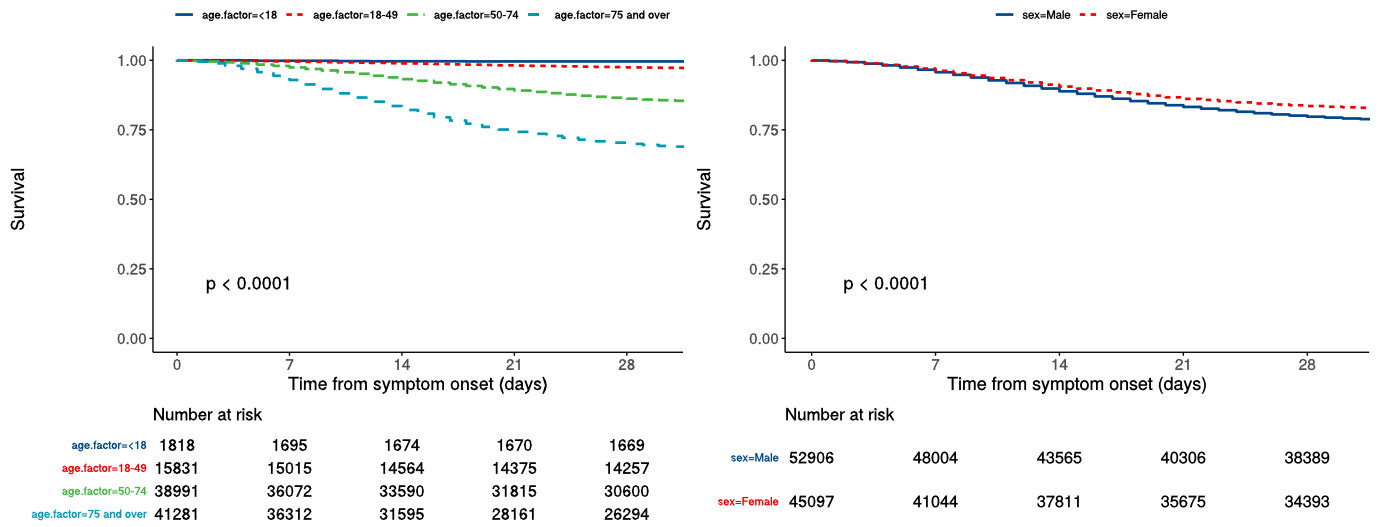 age.factor=<18 age.factor=18-49 age.factor=50-74 age.factor=75 and over
Survival
1.00
0.75
0.50
0.25
0.00
p < 0.0001
0 7 14 21 28
Time from symptom onset (days)
Number at risk
age.factor=<18 1818 1695 1674 1670 1669
age.factor=18-49 15831 15015 14564 14375 14257
age.factor=50-74 38991 36072 33590 31815 30600
age.factor=75 and over 41281 36312 31595 28161 26294
sex=Male sex=Female
Survival
1.00
0.75
0.50
0.25
0.00
p < 0.0001
0 7 14 21 28
Time from symptom onset (days)
Number at risk
sex=Male 52906 48004 43565 40306 38389
sex=Female 45097 41044 37811 35675 34393